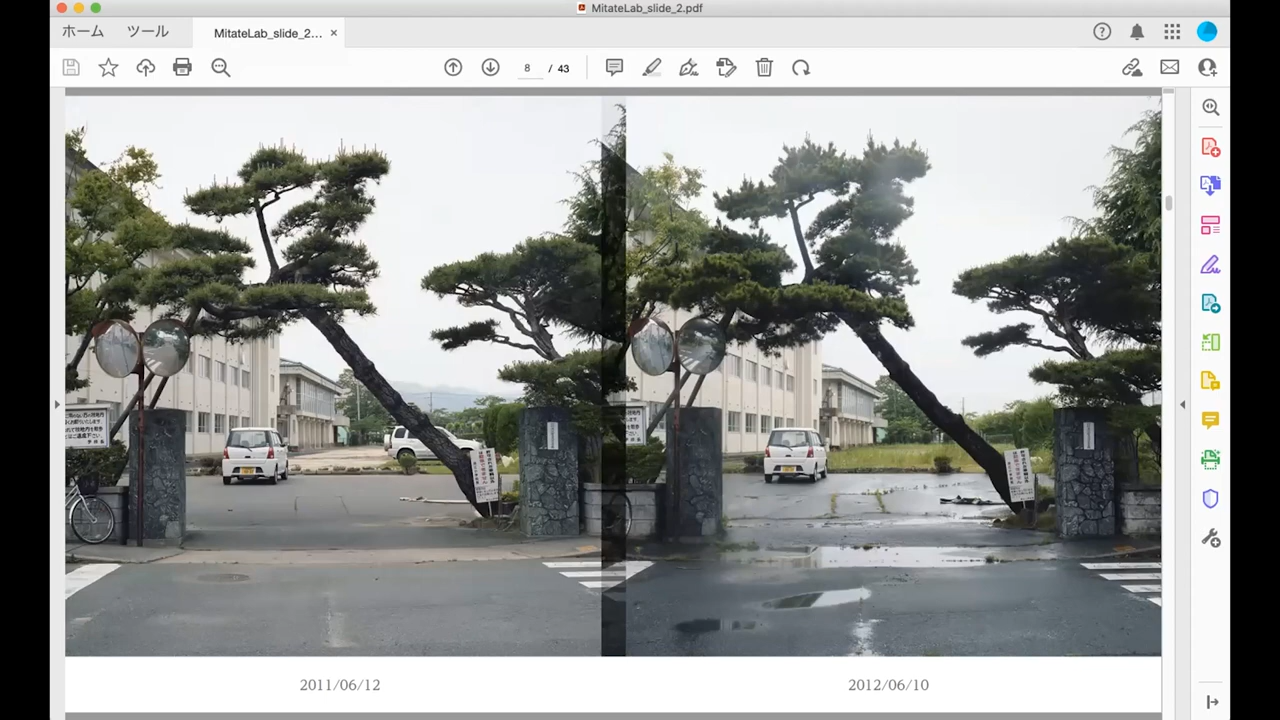 MitateLab_slide_2.pdf
ホーム
ツール
MitateLab_slide_2... ×
8 / 43
2011/06/12
2012/06/10